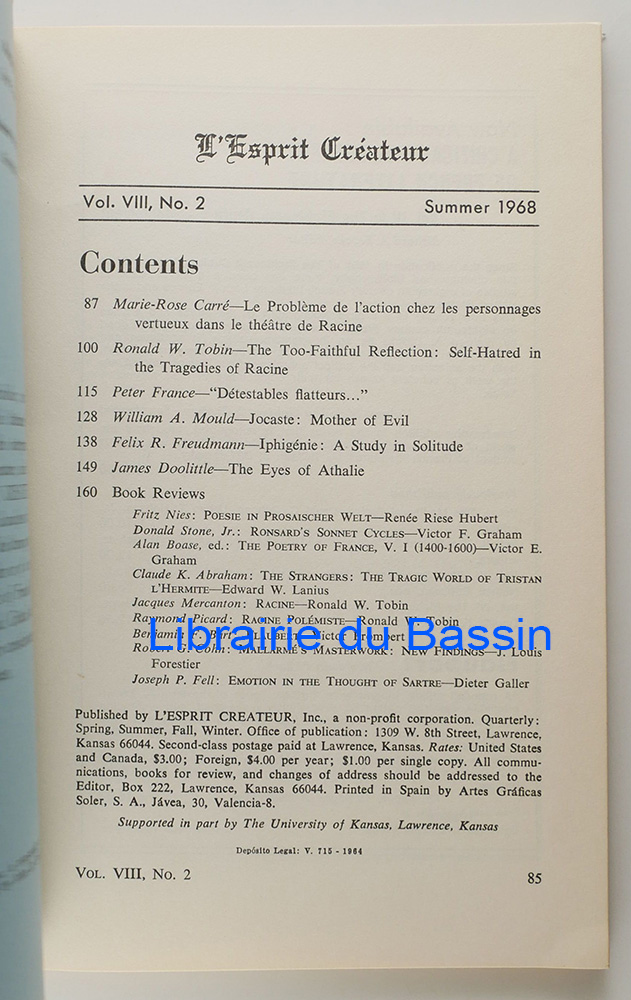 L'Esprit Créateur
Vol. VIII, No. 2 Summer 1968
Contents
87 Marie-Rose Carré—Le Problème de l'action chez les personnages
vertueux dans le théâtre de Racine
100 Ronald W. Tobin—The Too-Faithful Reflection: Self-Hatred in
the Tragedies of Racine
115 Peter France—"Détestables flatteurs..."
128 William A. Mould—Jocaste: Mother of Evil
138 Felix R. Freudmann—Iphigénie: A Study in Solitude
149 James Doolittle—The Eyes of Athalie
160 Book Reviews
Fritz Nies: POESIE IN PROSAISCHER WELT—Renée Riese Hubert
Donald Stone, Jr.: RONSARD'S SONNET CYCLES—Victor F. Graham
Alan Boase, ed.: THE POETRY OF FRANCE, V. I (1400-1600)—Victor E.
Graham
Claude K. Abraham: THE STRANGERS: THE TRAGIC WORLD OF TRISTAN
L'HERMITE—Edward W. Lanius
Jacques Mercanton: RACINE—Ronald W. Tobin
Raymond Picard: RACINE POLÉMISTE—Ronald W. Tobin
Librairie du Bassin
Benjamin F. Bart: FLAUBERT—Victor Brombert
Robert G. Cohn: MALLARMÉ'S MASTERWORK: NEW FINDINGS—J. Louis
Forestier
Joseph P. Fell: EMOTION IN THE THOUGHT OF SARTRE—Dieter Galler
Published by L'ESPRIT CREATEUR, Inc., a non-profit corporation. Quarterly:
Spring, Summer, Fall, Winter. Office of publication: 1309 W. 8th Street, Lawrence,
Kansas 66044. Second-class postage paid at Lawrence, Kansas. Rates: United States
and Canada, $3.00; Foreign, $4.00 per year; $1.00 per single copy. All commu-
nications, books for review, and changes of address should be addressed to the
Editor, Box 222, Lawrence, Kansas 66044. Printed in Spain by Artes Gráficas
Soler, S. A., Jávea, 30, Valencia-8.
Supported in part by The University of Kansas, Lawrence, Kansas
Depósito Legal: V. 715 - 1964
VOL. VIII, No. 2 85